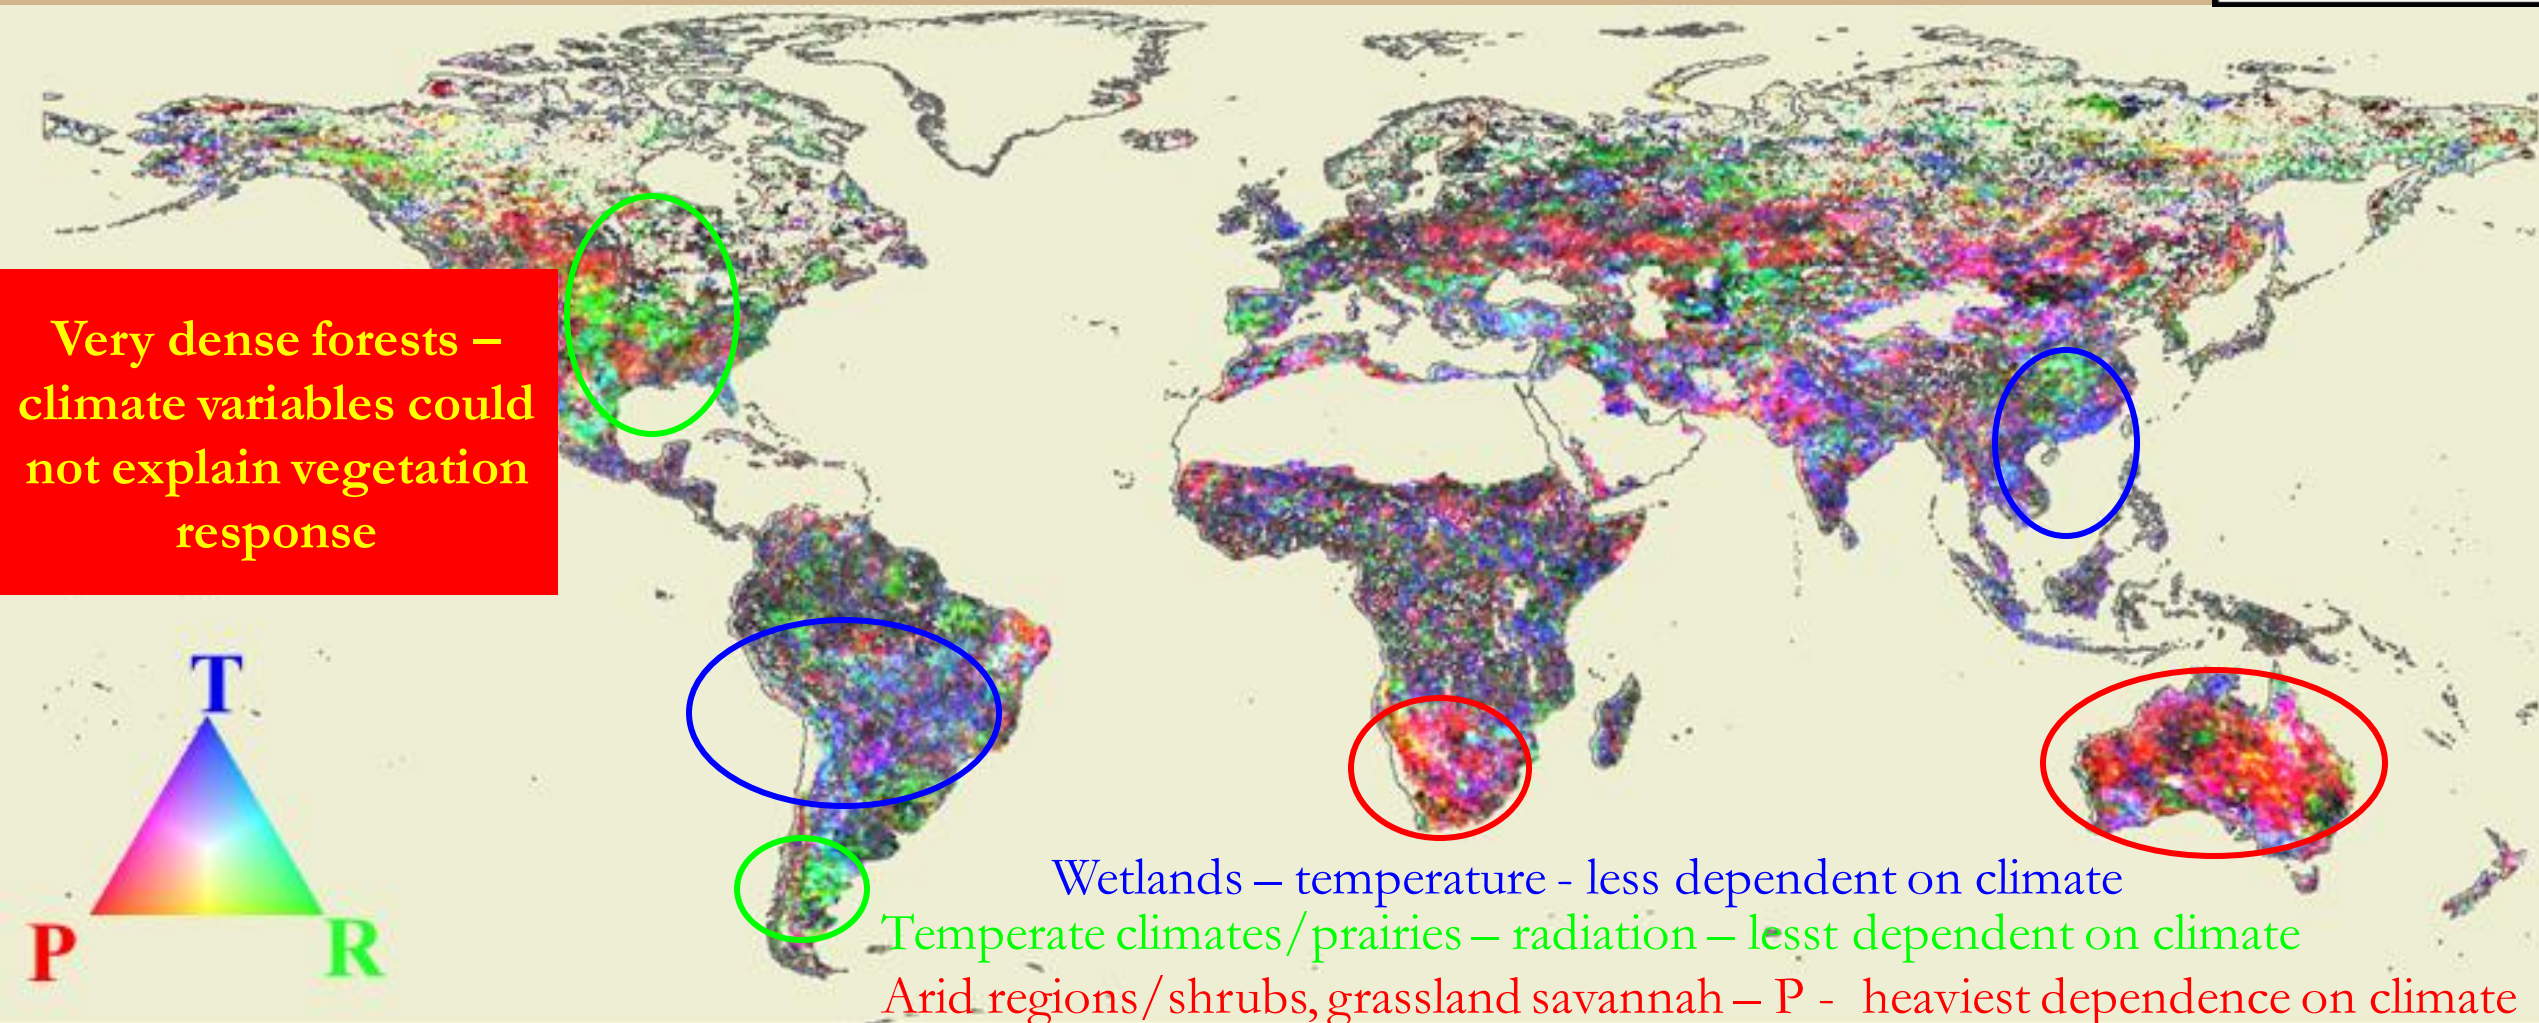 Very dense forests –
climate variables could
not explain vegetation
response
T
P
R
Wetlands – temperature - less dependent on climate
Temperate climates/prairies – radiation – lesst dependent on climate
Arid regions/shrubs, grassland savannah – P - heaviest dependence on climate